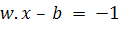 w.x – b = −1